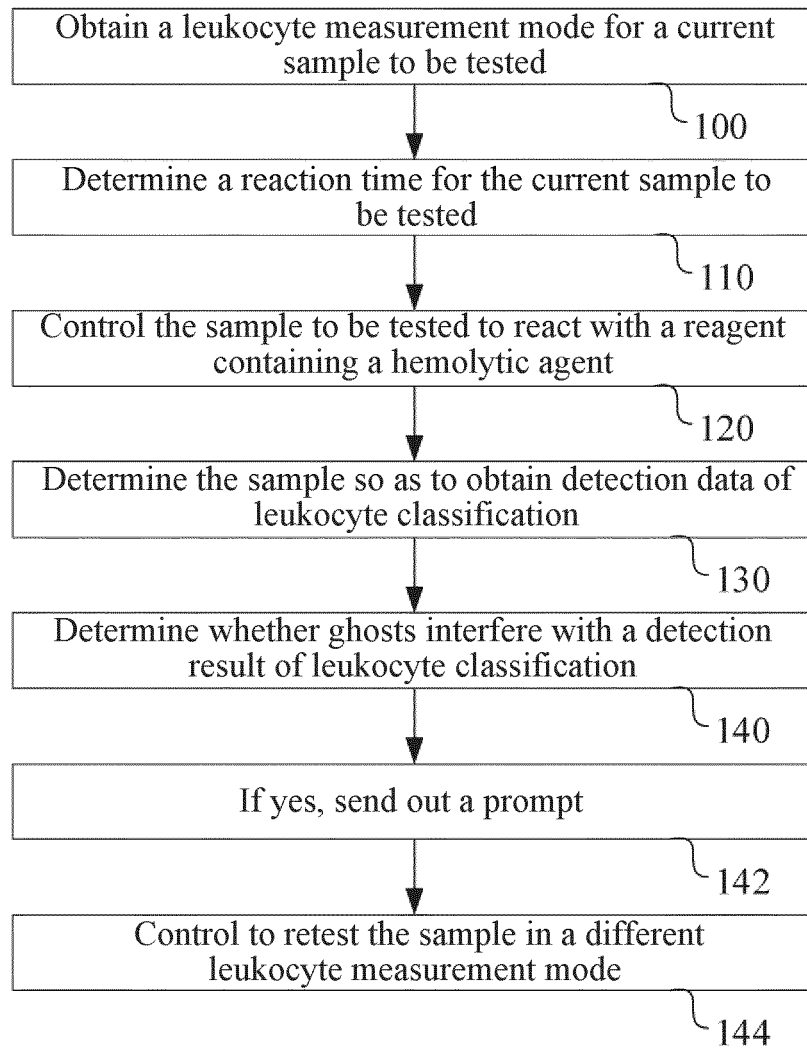 Obtain a leukocyte measurement mode for a current
sample to be tested
100
Determine a reaction time for the current sample to
be tested
110
Control the sample to be tested to react with a reagent
containing a hemolytic agent
120
Determine the sample so as to obtain detection data of
leukocyte classification
130
Determine whether ghosts interfere with a detection
result of leukocyte classification
140
If yes, send out a prompt
142
Control to retest the sample in a different
leukocyte measurement mode
144